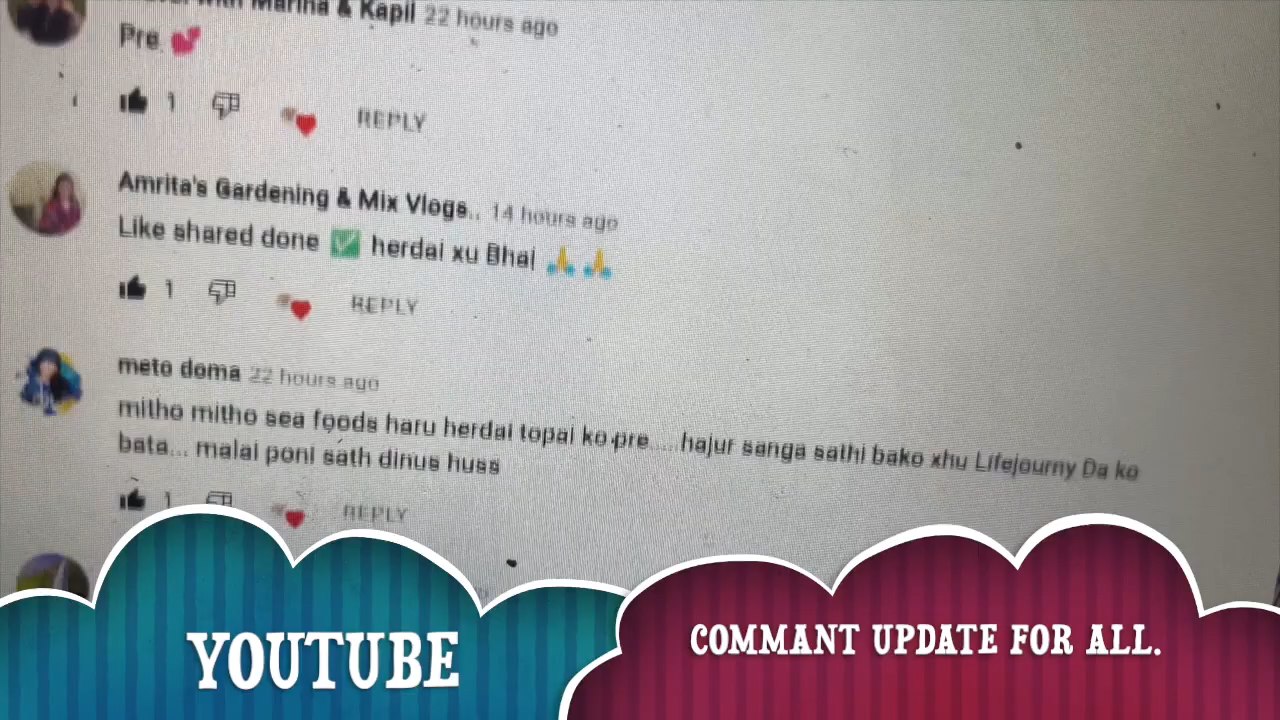 with Marina & Kapil 22 hours ago
Pre 💕
1 REPLY
Amrita's Gardening & Mix Vlogs.. 14 hours ago
Like shared done ✅ herdai xu Bhai 🙏🙏
1 REPLY
meto doma 22 hours ago
mitho mitho sea foods haru herdai topai ko pre.....hajur sanga sathi bako xhu Lifejourny Da ko
bata... malai poni sath dinus huss
1 REPLY
YOUTUBE
COMMANT UPDATE FOR ALL.